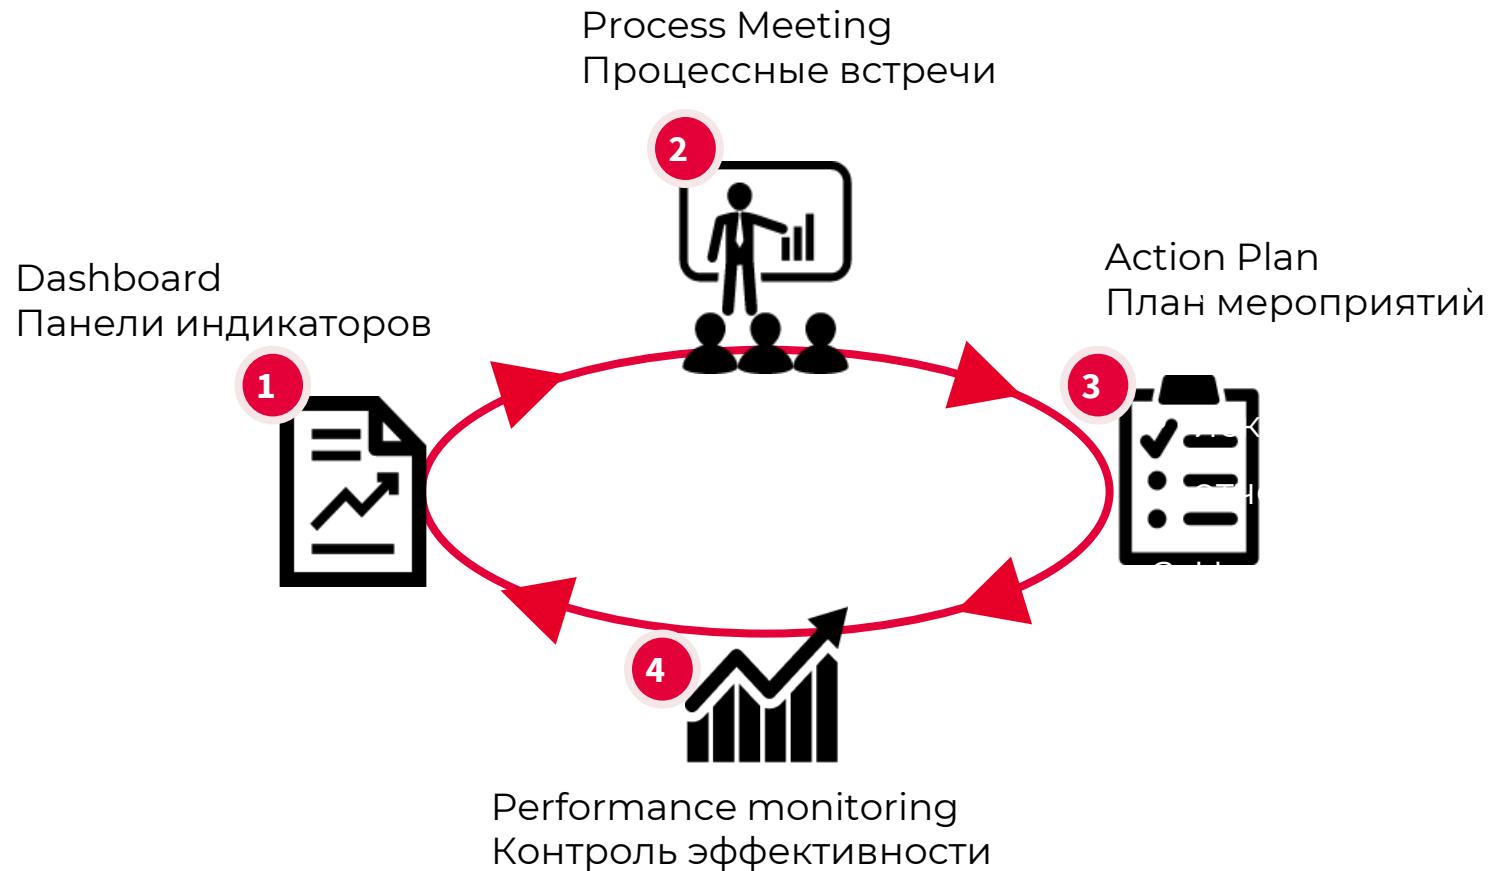 Process Meeting
Процессные встречи
2
Dashboard
Панели индикаторов
1
Action Plan
План мероприятий
3
4
Performance monitoring
Контроль эффективности